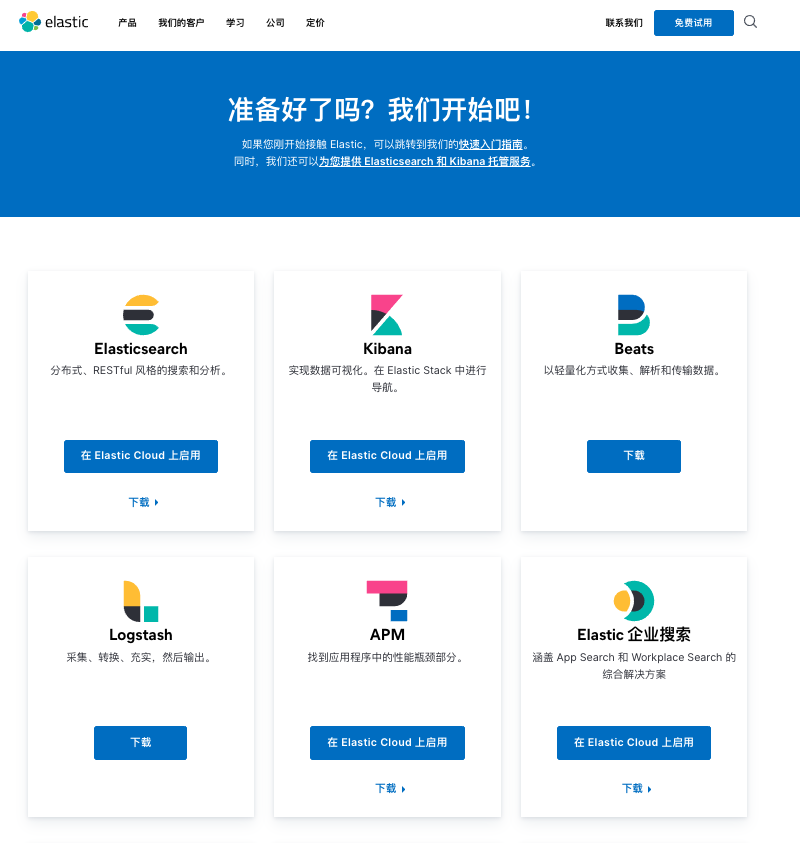 elastic
产品 我们的客户 学习 公司 定价 联系我们 免费试用
准备好了吗？我们开始吧！
如果您刚开始接触 Elastic，可以跳转到我们的快速入门指南。
同时，我们还可以为您提供 Elasticsearch 和 Kibana 托管服务。
Elasticsearch
分布式、RESTful 风格的搜索和分析。
在 Elastic Cloud 上启用
下载
Kibana
实现数据可视化。在 Elastic Stack 中进行
导航。
在 Elastic Cloud 上启用
下载
Beats
以轻量化方式收集、解析和传输数据。
下载
Logstash
采集、转换、充实，然后输出。
下载
APM
找到应用程序中的性能瓶颈部分。
在 Elastic Cloud 上启用
下载
Elastic 企业搜索
涵盖 App Search 和 Workplace Search 的
综合解决方案
在 Elastic Cloud 上启用
下载